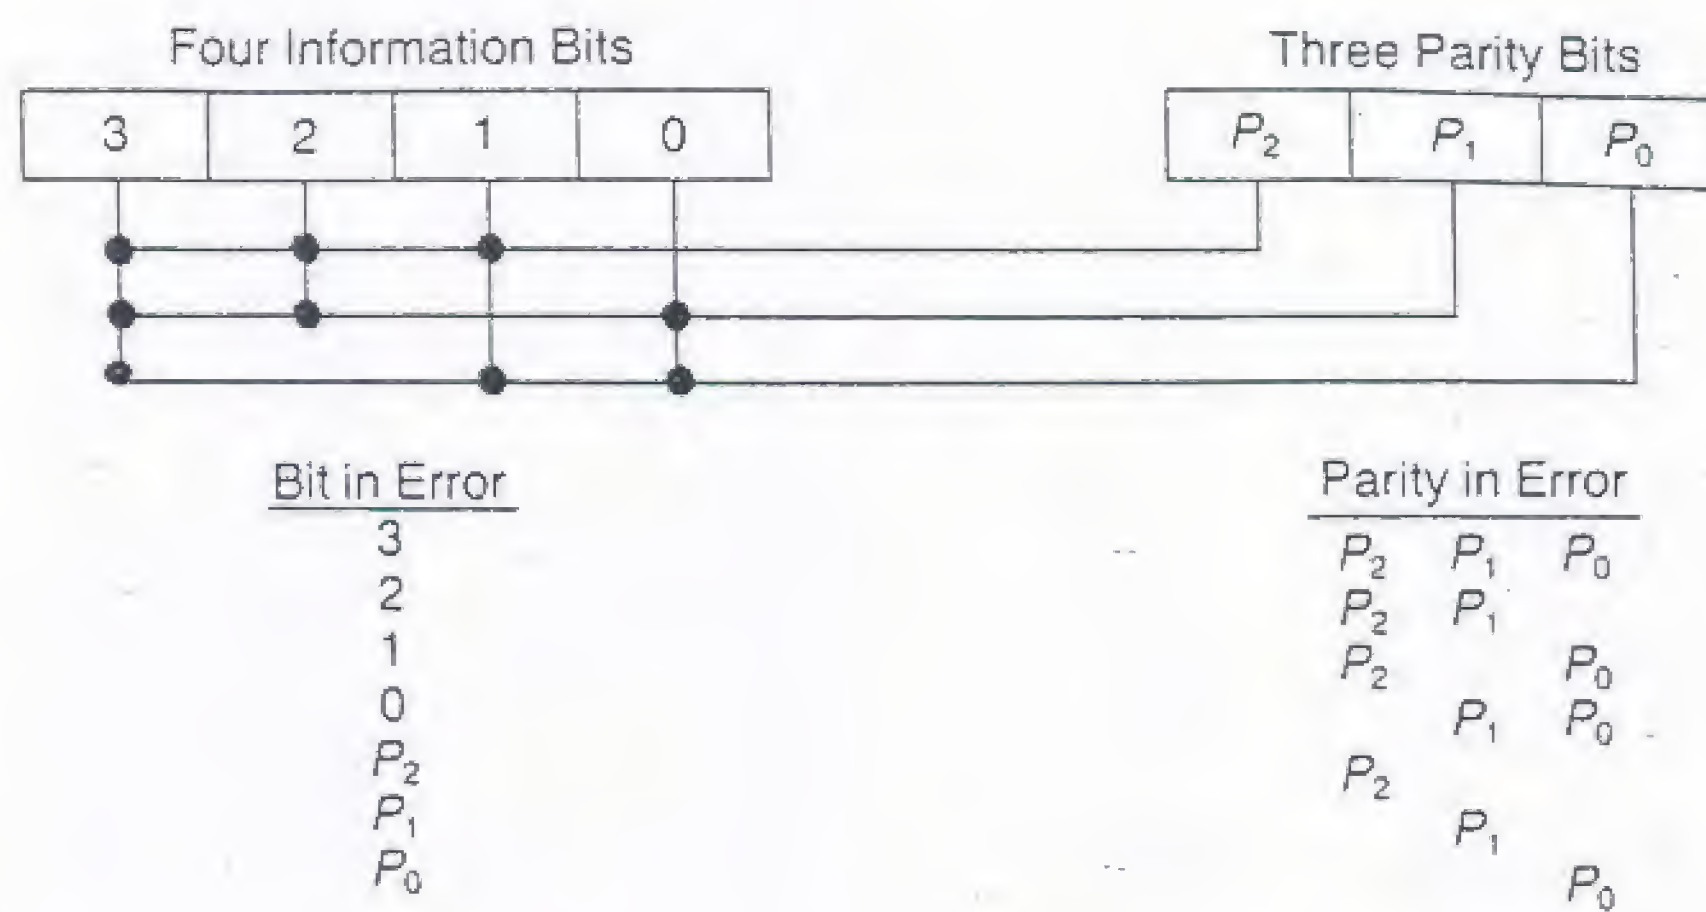 Four Information Bits Three Parity Bits
3 2 1 0 P₂ P₁ P₀
Bit in Error Parity in Error
3 P₂ P₁ P₀
2 P₂ P₁
1 P₂ P₀
0 P₁ P₀
P₂ P₂
P₁ P₁
P₀ P₀